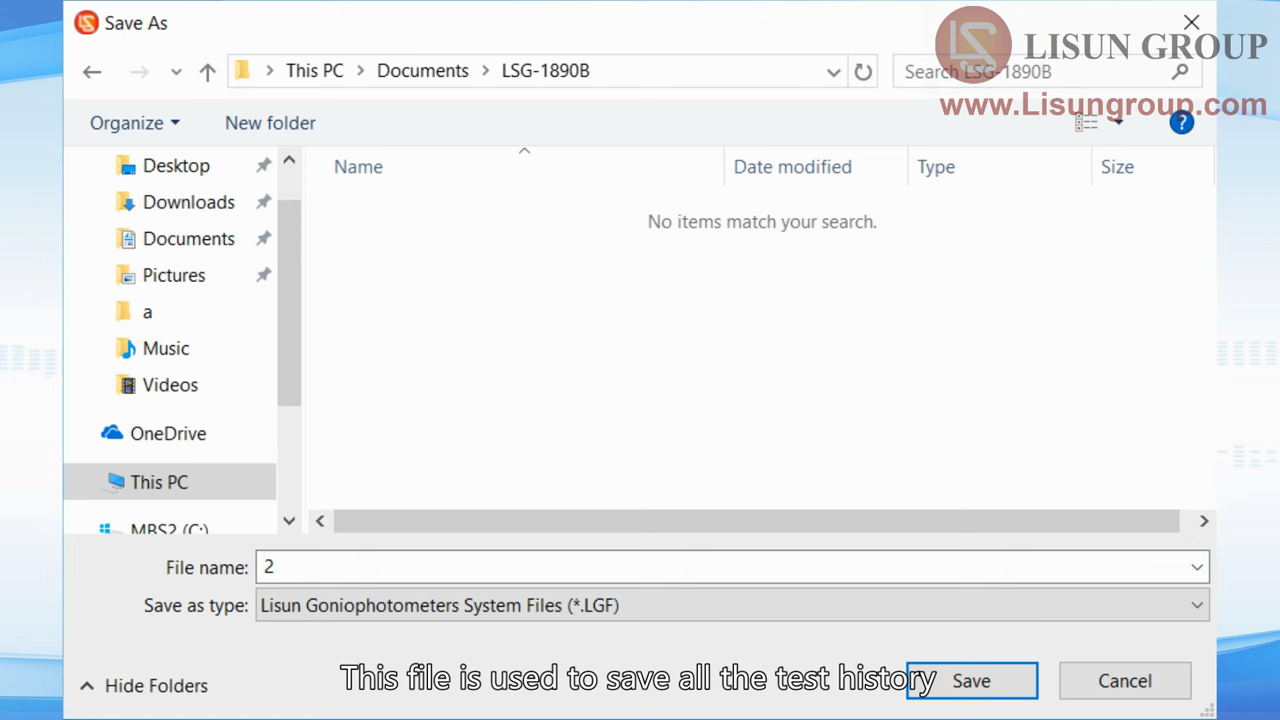 Save As
LISUN GROUP
www.Lisungroup.com
This PC
Documents
LSG-1890B
Search LSG-1890B
Organize
New folder
?
Desktop
Downloads
Documents
Pictures
a
Music
Videos
OneDrive
This PC
MBS2 (C:)
Name
Date modified
Type
Size
No items match your search.
File name: 2
Save as type: Lisun Goniophotometers System Files (*.LGF)
Hide Folders
This file is used to save all the test history
Save
Cancel